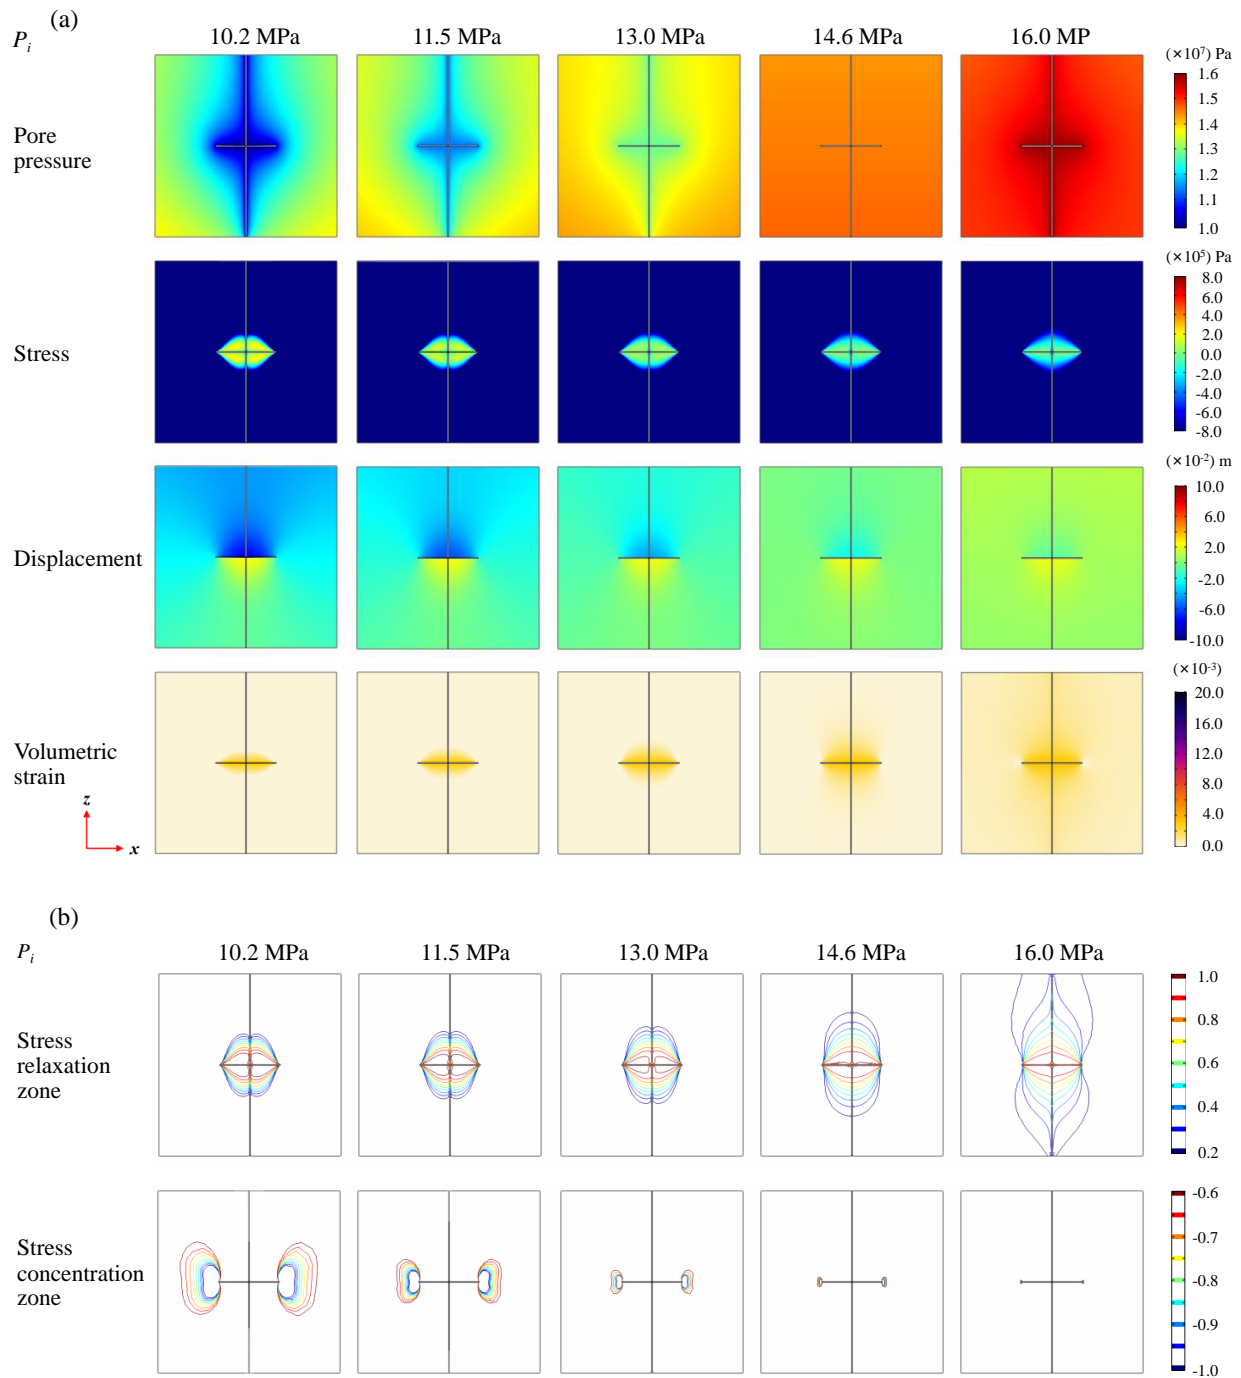 (a)
P_i
10.2 MPa 11.5 MPa 13.0 MPa 14.6 MPa 16.0 MP
(×10⁷) Pa
1.6
1.5
1.4
1.3
1.2
1.1
1.0
Pore
pressure
(×10⁵) Pa
8.0
6.0
4.0
2.0
0.0
-2.0
-4.0
-6.0
-8.0
Stress
(×10⁻²) m
10.0
6.0
2.0
-2.0
-6.0
-10.0
Displacement
(×10⁻³)
20.0
16.0
12.0
8.0
4.0
0.0
Volumetric
strain
z
x
(b)
P_i
10.2 MPa 11.5 MPa 13.0 MPa 14.6 MPa 16.0 MPa
Stress
relaxation
zone
1.0
0.8
0.6
0.4
0.2
Stress
concentration
zone
-0.6
-0.7
-0.8
-0.9
-1.0